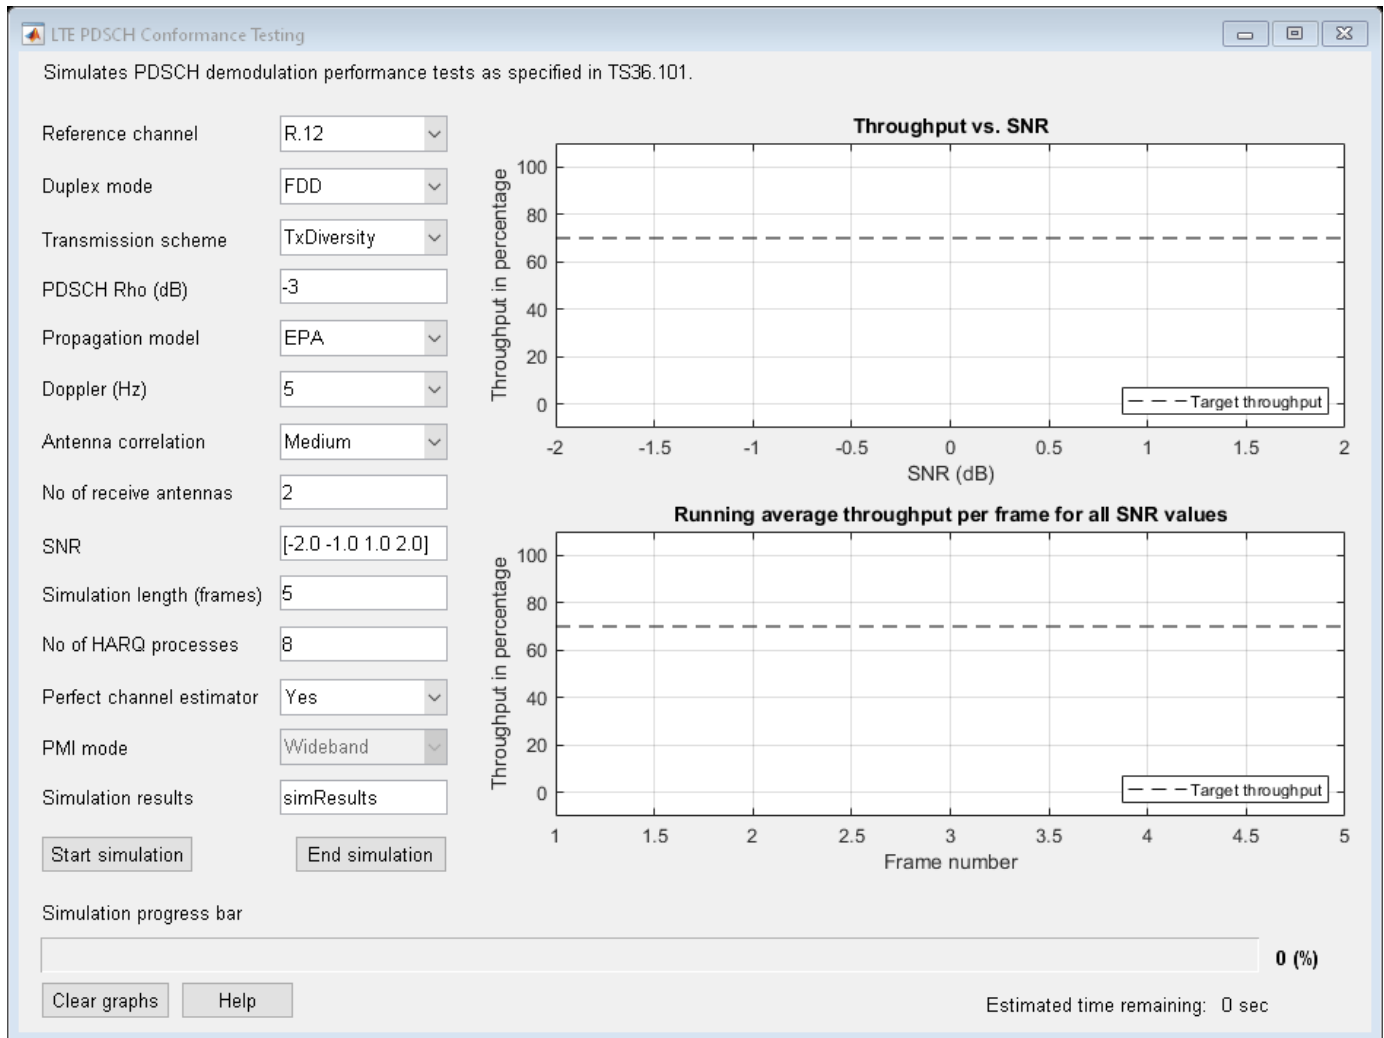 LTE PDSCH Conformance Testing
Simulates PDSCH demodulation performance tests as specified in TS36.101.
Reference channel R.12
Duplex mode FDD
Transmission scheme TxDiversity
PDSCH Rho (dB) -3
Propagation model EPA
Doppler (Hz) 5
Antenna correlation Medium
No of receive antennas 2
SNR [-2.0 -1.0 1.0 2.0]
Simulation length (frames) 5
No of HARQ processes 8
Perfect channel estimator Yes
PMI mode Wideband
Simulation results simResults
Start simulation End simulation
Throughput vs. SNR
Throughput in percentage
100
80
60
40
20
0
Target throughput
-2 -1.5 -1 -0.5 0 0.5 1 1.5 2
SNR (dB)
Running average throughput per frame for all SNR values
Throughput in percentage
100
80
60
40
20
0
Target throughput
1 1.5 2 2.5 3 3.5 4 4.5 5
Frame number
Simulation progress bar
0 (%)
Clear graphs Help
Estimated time remaining: 0 sec